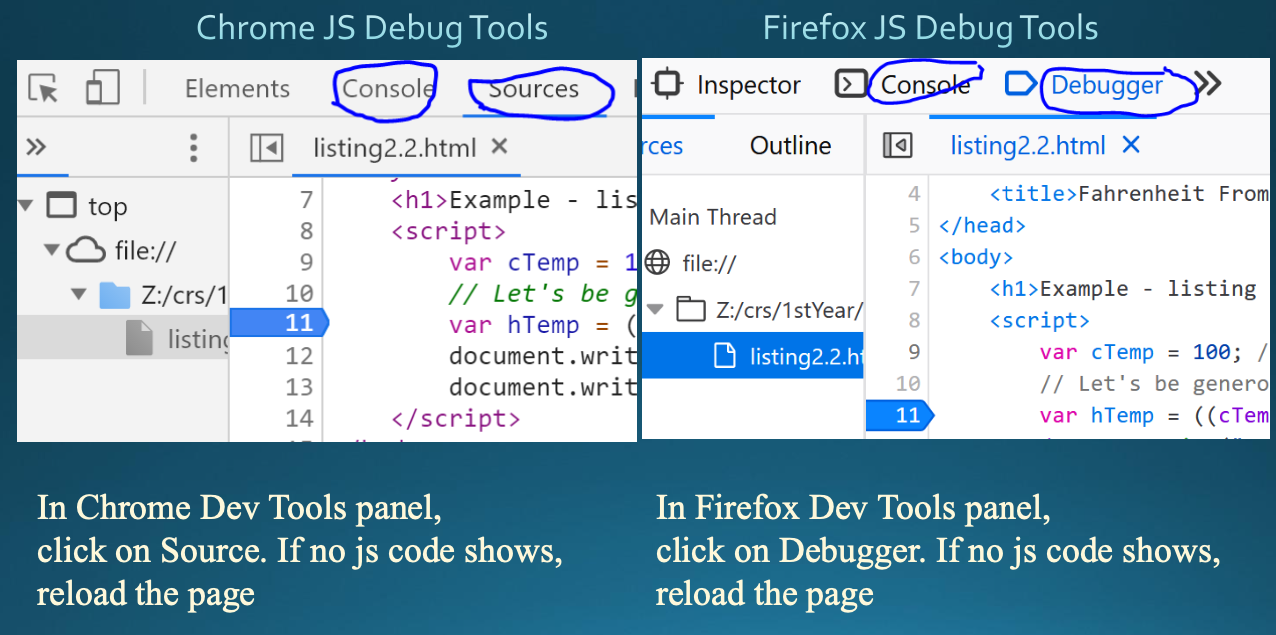 Chrome JS Debug Tools
Elements Console Sources
listing2.2.html
top
file://
Z:/crs/1
listing
7 <h1>Example - lis
8 <script>
9 var cTemp = 1
10 // Let's be g
11 var hTemp = (
12 document.writ
13 document.writ
14 </script>
In Chrome Dev Tools panel,
click on Source. If no js code shows,
reload the page
Firefox JS Debug Tools
Inspector Console Debugger
rces Outline listing2.2.html
Main Thread
file://
Z:/crs/1stYear/
listing2.2.ht
4 <title>Fahrenheit From
5 </head>
6 <body>
7 <h1>Example - listing
8 <script>
9 var cTemp = 100; /
10 // Let's be genero
11 var hTemp = ((cTem
In Firefox Dev Tools panel,
click on Debugger. If no js code shows,
reload the page